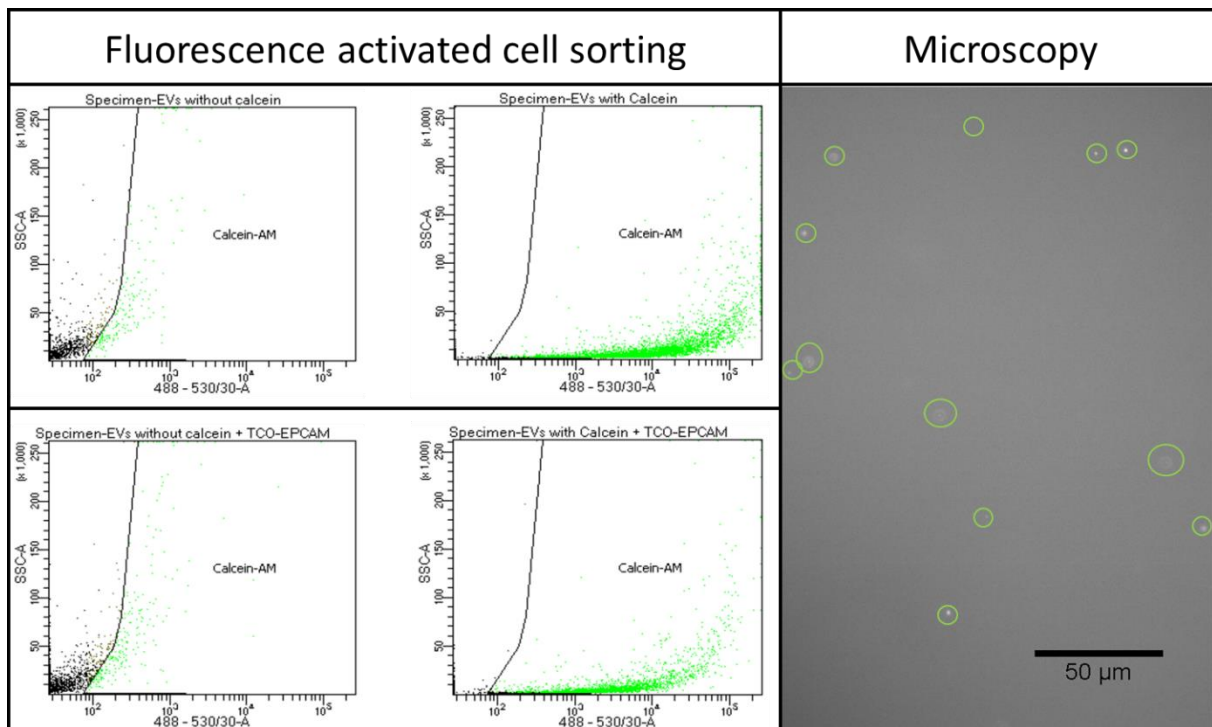 Fluorescence activated cell sorting
Microscopy
Specimen-EVs without calcein
(x 1,000)
250
200
150
100
50
SSC-A
Calcein-AM
10² 10³ 10⁴ 10⁵
488 - 530/30-A
Specimen-EVs with Calcein
(x 1,000)
250
200
150
100
50
SSC-A
Calcein-AM
10² 10³ 10⁴ 10⁵
488 - 530/30-A
Specimen-EVs without calcein + TCO-EPCAM
(x 1,000)
250
200
150
100
50
SSC-A
Calcein-AM
10² 10³ 10⁴ 10⁵
488 - 530/30-A
Specimen-EVs with Calcein + TCO-EPCAM
(x 1,000)
250
200
150
100
50
SSC-A
Calcein-AM
10² 10³ 10⁴ 10⁵
488 - 530/30-A
50 µm